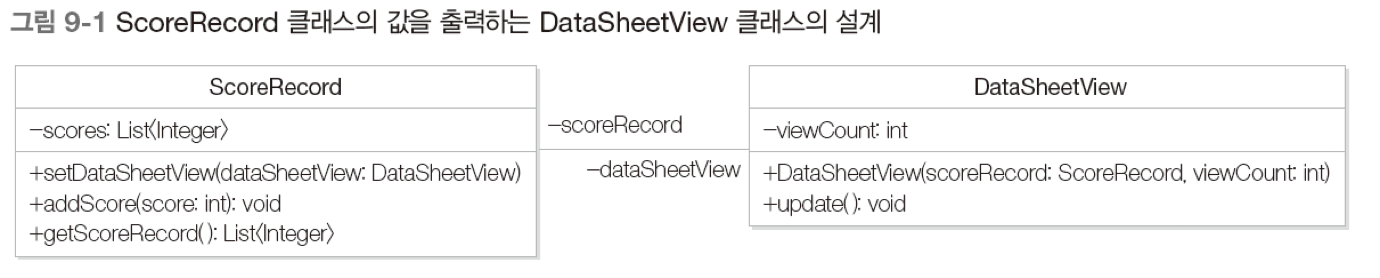 그림 9-1 ScoreRecord 클래스의 값을 출력하는 DataSheetView 클래스의 설계
ScoreRecord
-scores: List<Integer>
+setDataSheetView(dataSheetView: DataSheetView)
+addScore(score: int): void
+getScoreRecord(): List<Integer>
-scoreRecord
-dataSheetView
DataSheetView
-viewCount: int
+DataSheetView(scoreRecord: ScoreRecord, viewCount: int)
+update(): void